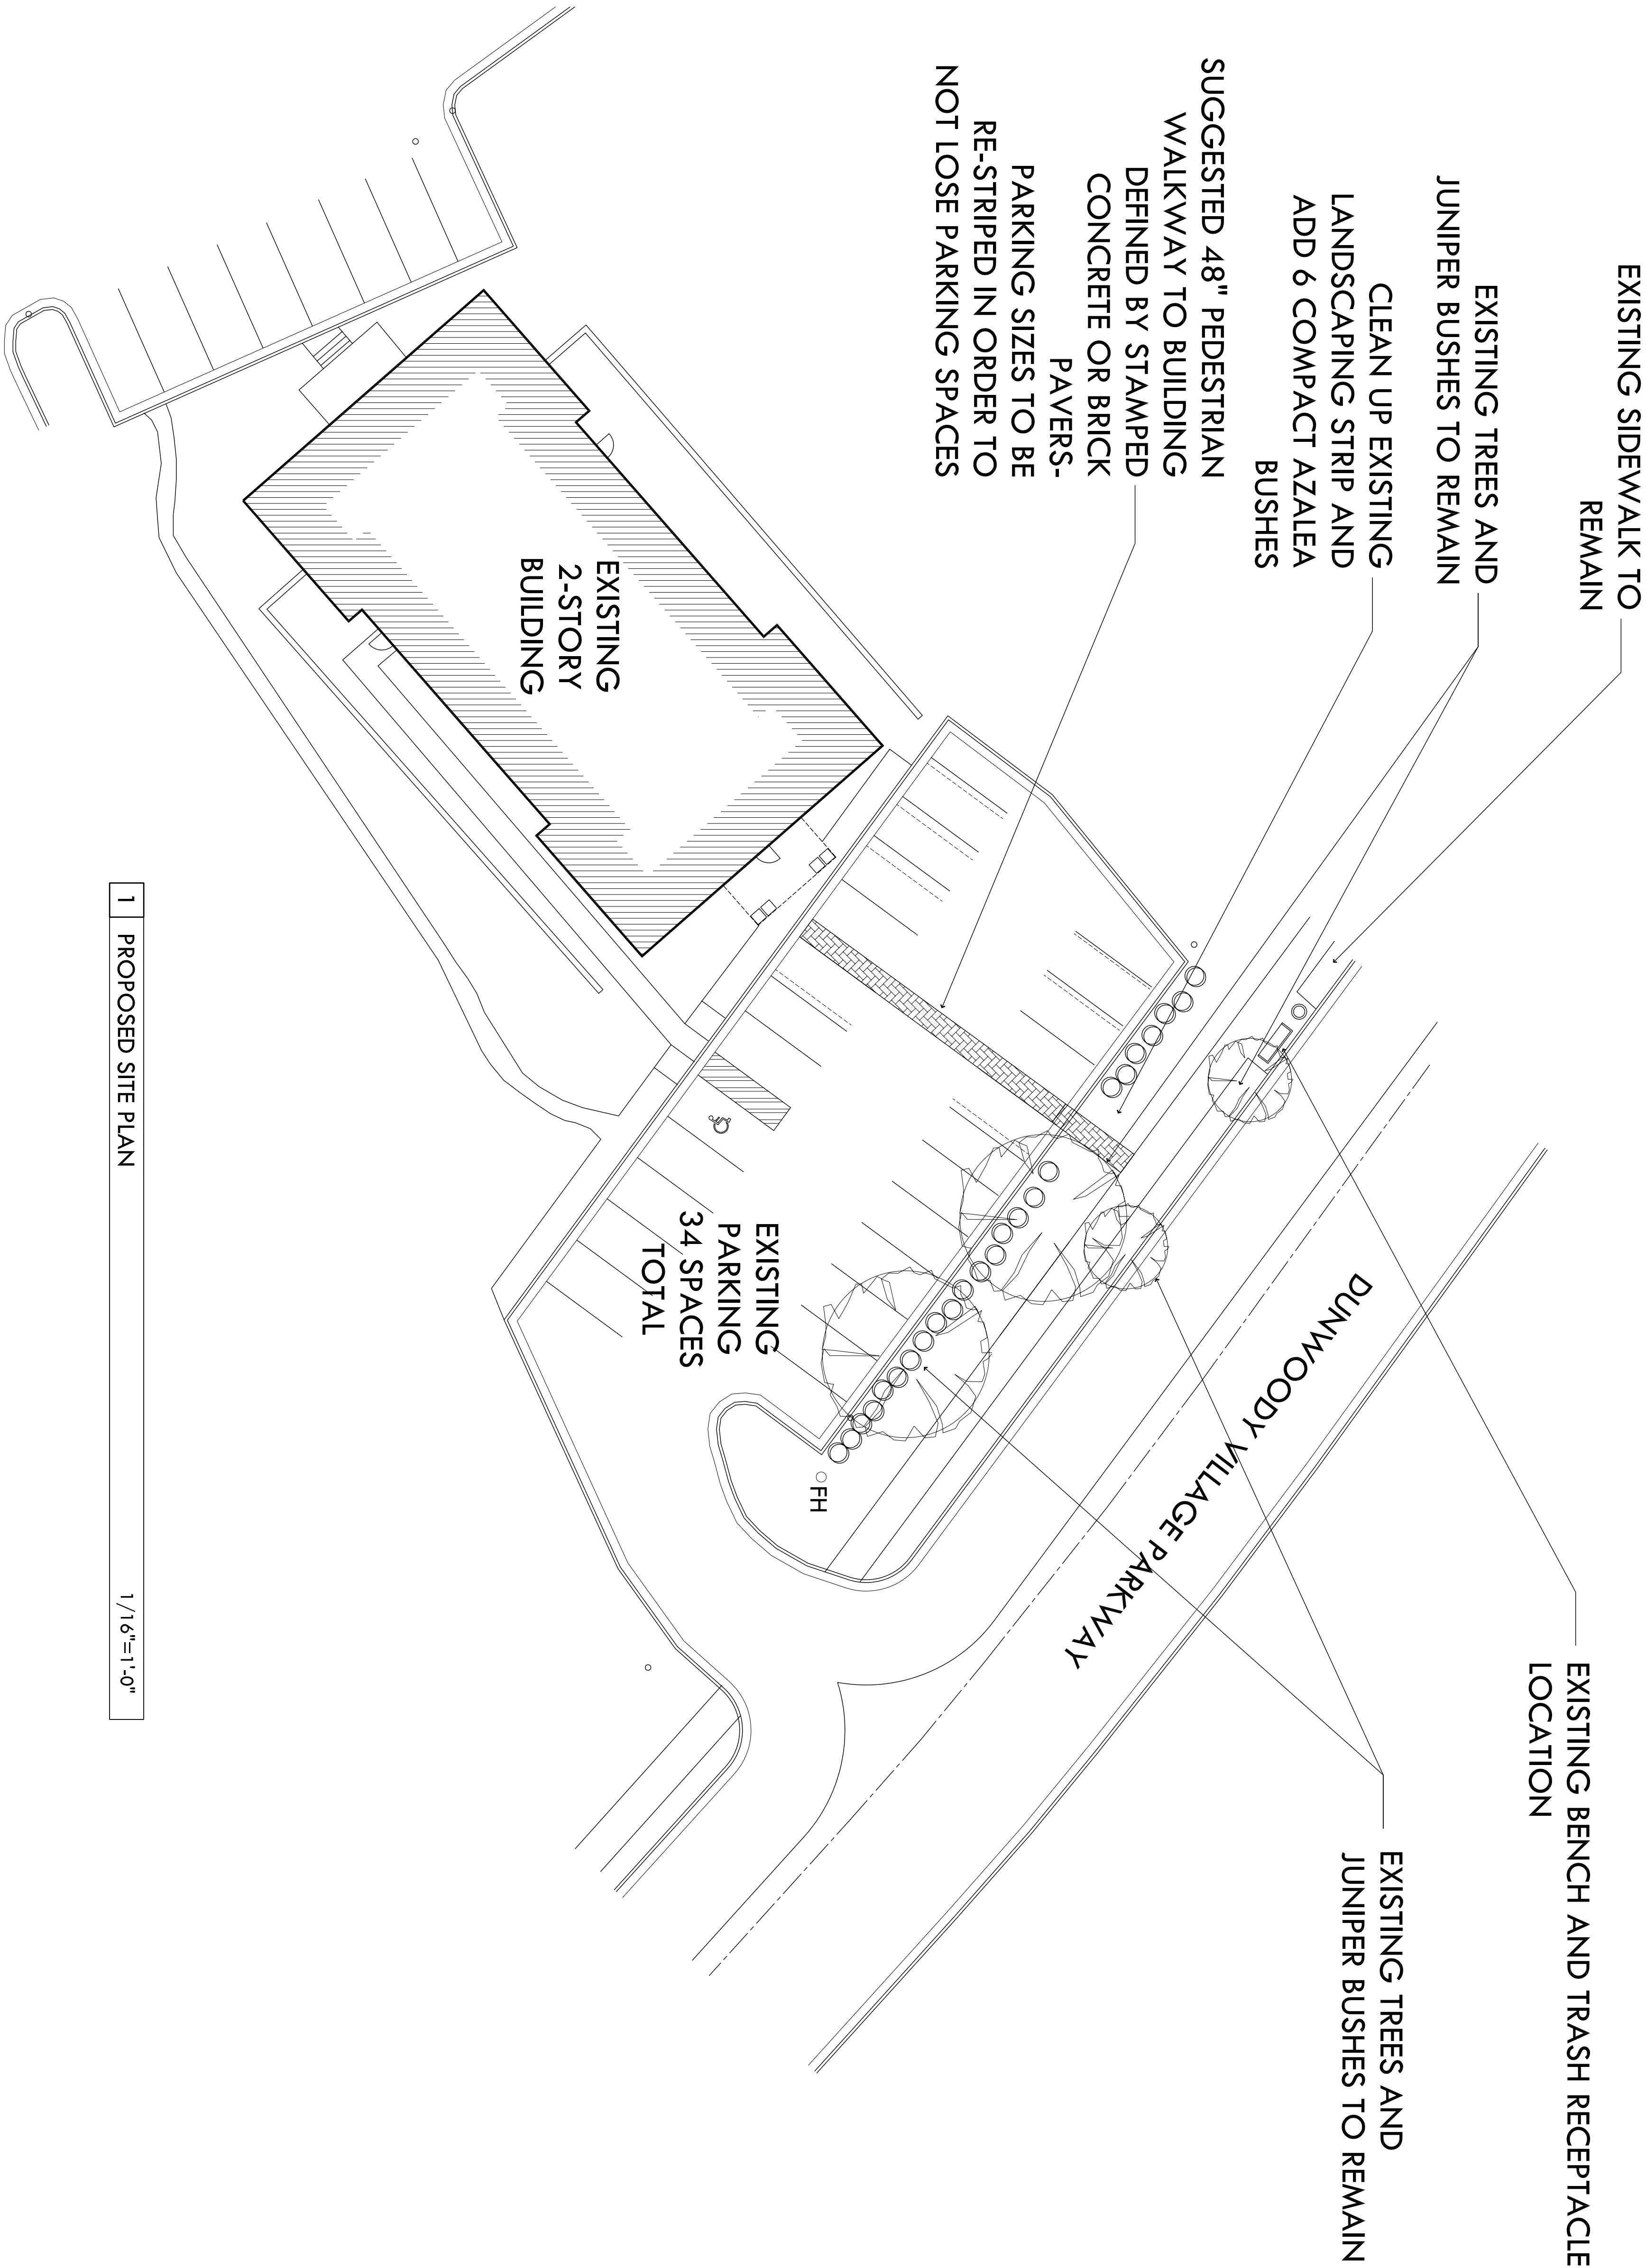 EXISTING SIDEWALK TO
REMAIN
EXISTING TREES AND
JUNIPER BUSHES TO REMAIN
CLEAN UP EXISTING
LANDSCAPING STRIP AND
ADD 6 COMPACT AZALEA
BUSHES
SUGGESTED 48" PEDESTRIAN
WALKWAY TO BUILDING
DEFINED BY STAMPED
CONCRETE OR BRICK
PAVERS-
PARKING SIZES TO BE
RE-STRIPED IN ORDER TO
NOT LOSE PARKING SPACES
EXISTING BENCH AND TRASH RECEPTACLE
LOCATION
EXISTING TREES AND
JUNIPER BUSHES TO REMAIN
DUNWOODY VILLAGE PARKWAY
FH
EXISTING
PARKING
34 SPACES
TOTAL
EXISTING
2-STORY
BUILDING
1 PROPOSED SITE PLAN 1/16"=1'-0"